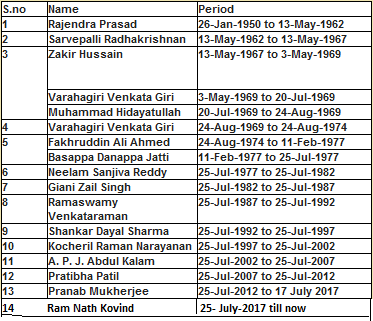 S.no Name Period
1 Rajendra Prasad 26-Jan-1950 to 13-May-1962
2 Sarvepalli Radhakrishnan 13-May-1962 to 13-May-1967
3 Zakir Hussain 13-May-1967 to 3-May-1969
Varahagiri Venkata Giri 3-May-1969 to 20-Jul-1969
Muhammad Hidayatullah 20-Jul-1969 to 24-Aug-1969
4 Varahagiri Venkata Giri 24-Aug-1969 to 24-Aug-1974
5 Fakhruddin Ali Ahmed 24-Aug-1974 to 11-Feb-1977
Basappa Danappa Jatti 11-Feb-1977 to 25-Jul-1977
6 Neelam Sanjiva Reddy 25-Jul-1977 to 25-Jul-1982
7 Giani Zail Singh 25-Jul-1982 to 25-Jul-1987
8 Ramaswamy 25-Jul-1987 to 25-Jul-1992
Venkataraman
9 Shankar Dayal Sharma 25-Jul-1992 to 25-Jul-1997
10 Kocheril Raman Narayanan 25-Jul-1997 to 25-Jul-2002
11 A. P. J. Abdul Kalam 25-Jul-2002 to 25-Jul-2007
12 Pratibha Patil 25-Jul-2007 to 25-Jul-2012
13 Pranab Mukherjee 25-Jul-2012 to 17 July 2017
14 Ram Nath Kovind 25- July-2017 till now